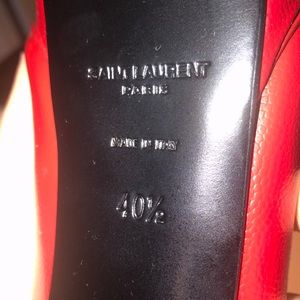 SAINT LAURENT
PARIS
MADE IN ITALY
40½